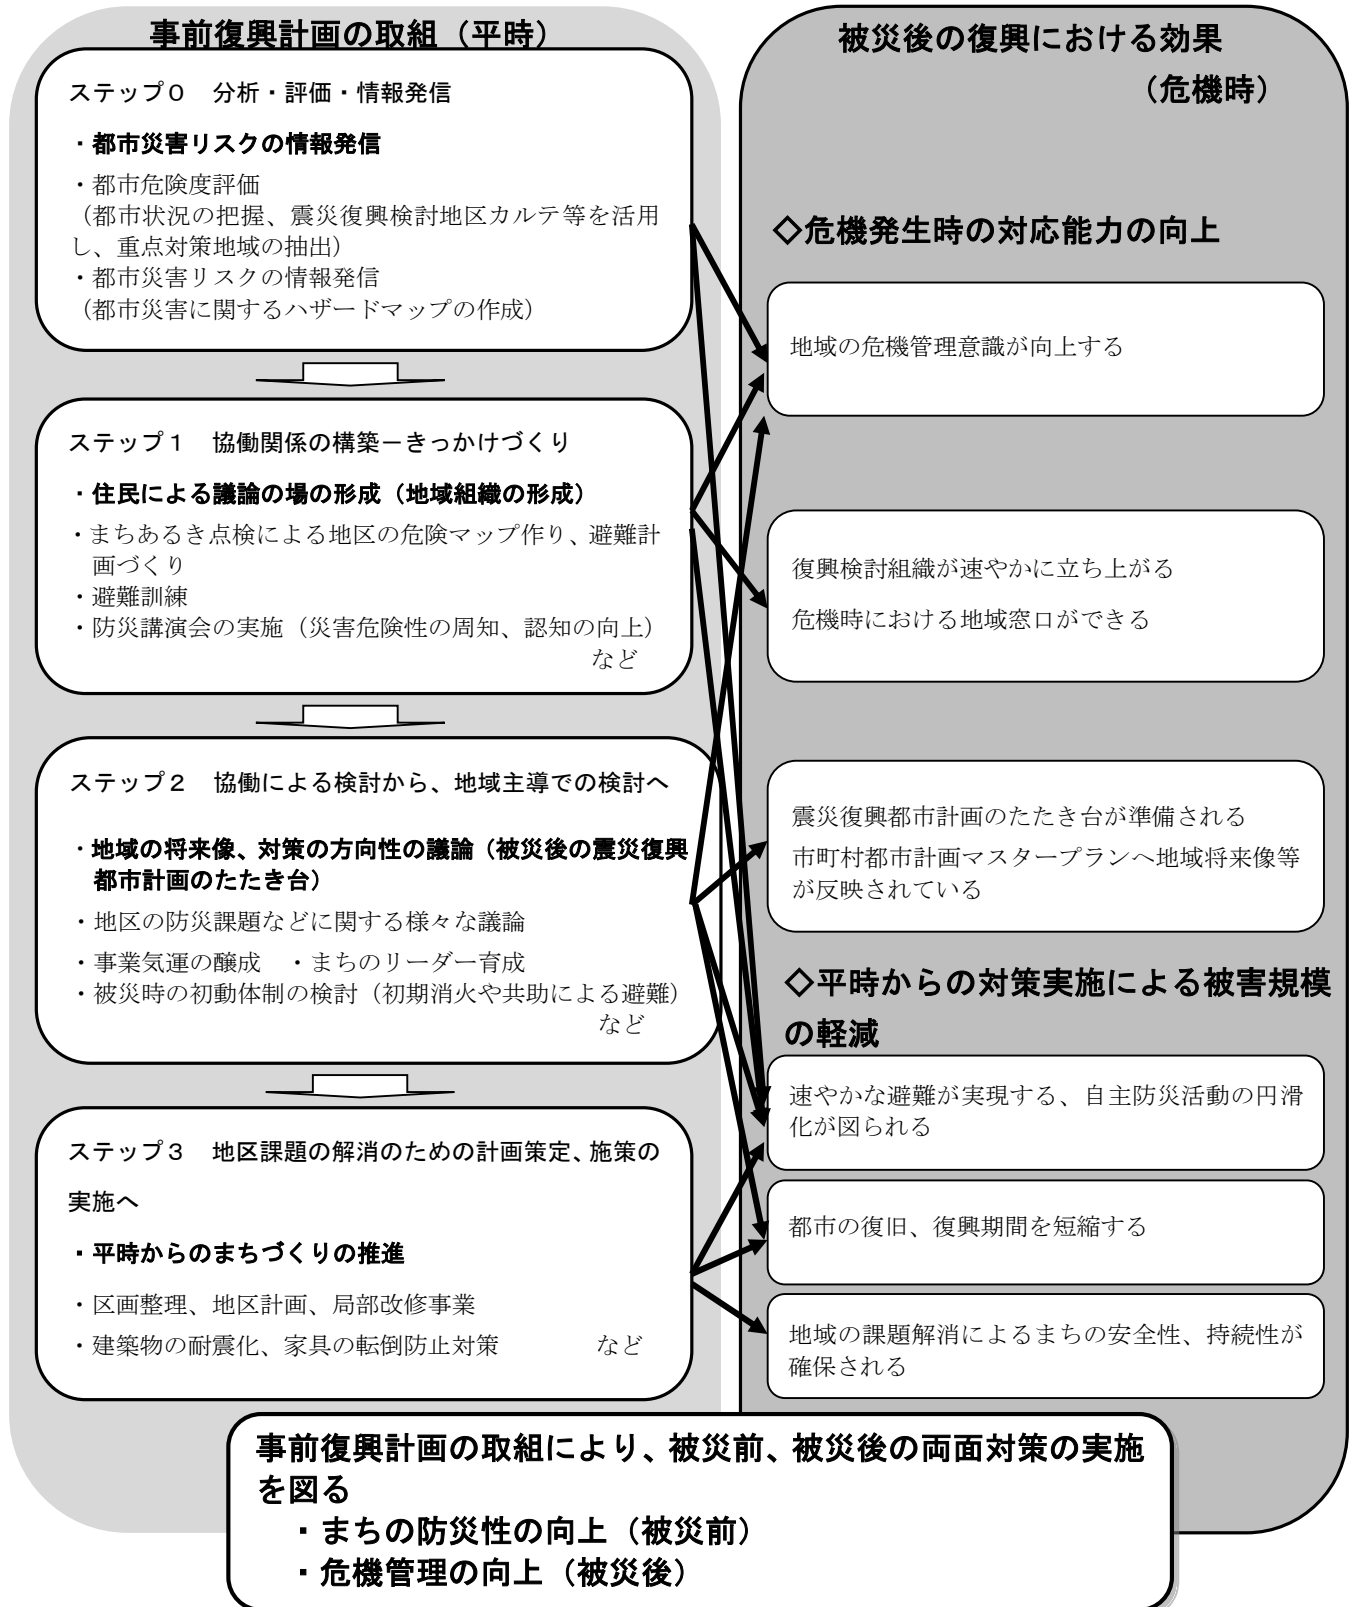 事前復興計画の取組（平時）
ステップ０　分析・評価・情報発信
・都市災害リスクの情報発信
・都市危険度評価
（都市状況の把握、震災復興検討地区カルテ等を活用
し、重点対策地域の抽出）
・都市災害リスクの情報発信
（都市災害に関するハザードマップの作成）
ステップ１　協働関係の構築－きっかけづくり
・住民による議論の場の形成（地域組織の形成）
・まちあるき点検による地区の危険マップ作り、避難計
画づくり
・避難訓練
・防災講演会の実施（災害危険性の周知、認知の向上）
など
ステップ２　協働による検討から、地域主導での検討へ
・地域の将来像、対策の方向性の議論（被災後の震災復興
都市計画のたたき台）
・地区の防災課題などに関する様々な議論
・事業気運の醸成　・まちのリーダー育成
・被災時の初動体制の検討（初期消火や共助による避難）
など
ステップ３　地区課題の解消のための計画策定、施策の
実施へ
・平時からのまちづくりの推進
・区画整理、地区計画、局部改修事業
・建築物の耐震化、家具の転倒防止対策　　　　など
被災後の復興における効果
（危機時）
◇危機発生時の対応能力の向上
地域の危機管理意識が向上する
復興検討組織が速やかに立ち上がる
危機時における地域窓口ができる
震災復興都市計画のたたき台が準備される
市町村都市計画マスタープランへ地域将来像等
が反映されている
◇平時からの対策実施による被害規模
の軽減
速やかな避難が実現する、自主防災活動の円滑
化が図られる
都市の復旧、復興期間を短縮する
地域の課題解消によるまちの安全性、持続性が
確保される
事前復興計画の取組により、被災前、被災後の両面対策の実施
を図る
・まちの防災性の向上（被災前）
・危機管理の向上（被災後）